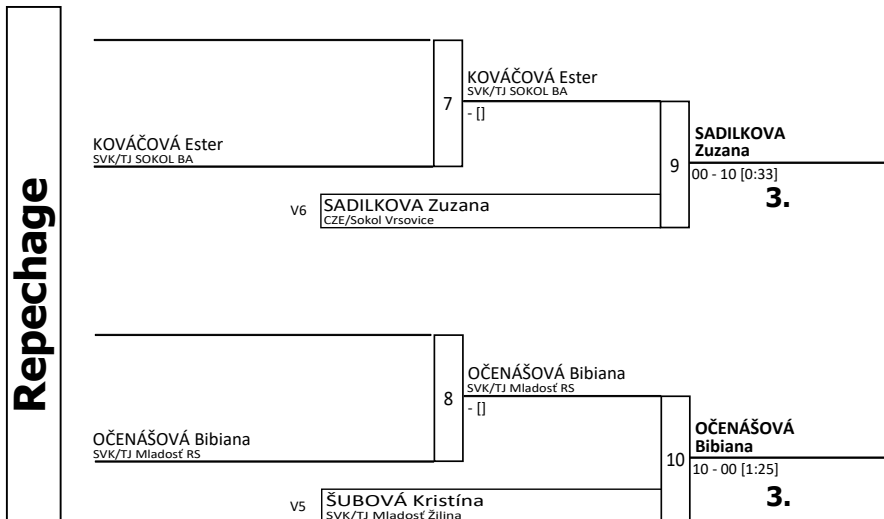 Repechage
KOVÁČOVÁ Ester
SVK/TJ SOKOL BA
7
KOVÁČOVÁ Ester
SVK/TJ SOKOL BA
- []
V6
SADILKOVA Zuzana
CZE/Sokol Vrsovice
9
SADILKOVA
Zuzana
00 - 10 [0:33]
3.
OČENÁŠOVÁ Bibiana
SVK/TJ Mladosť RS
8
OČENÁŠOVÁ Bibiana
SVK/TJ Mladosť RS
- []
V5
ŠUBOVÁ Kristína
SVK/TJ Mladosť Žilina
10
OČENÁŠOVÁ
Bibiana
10 - 00 [1:25]
3.